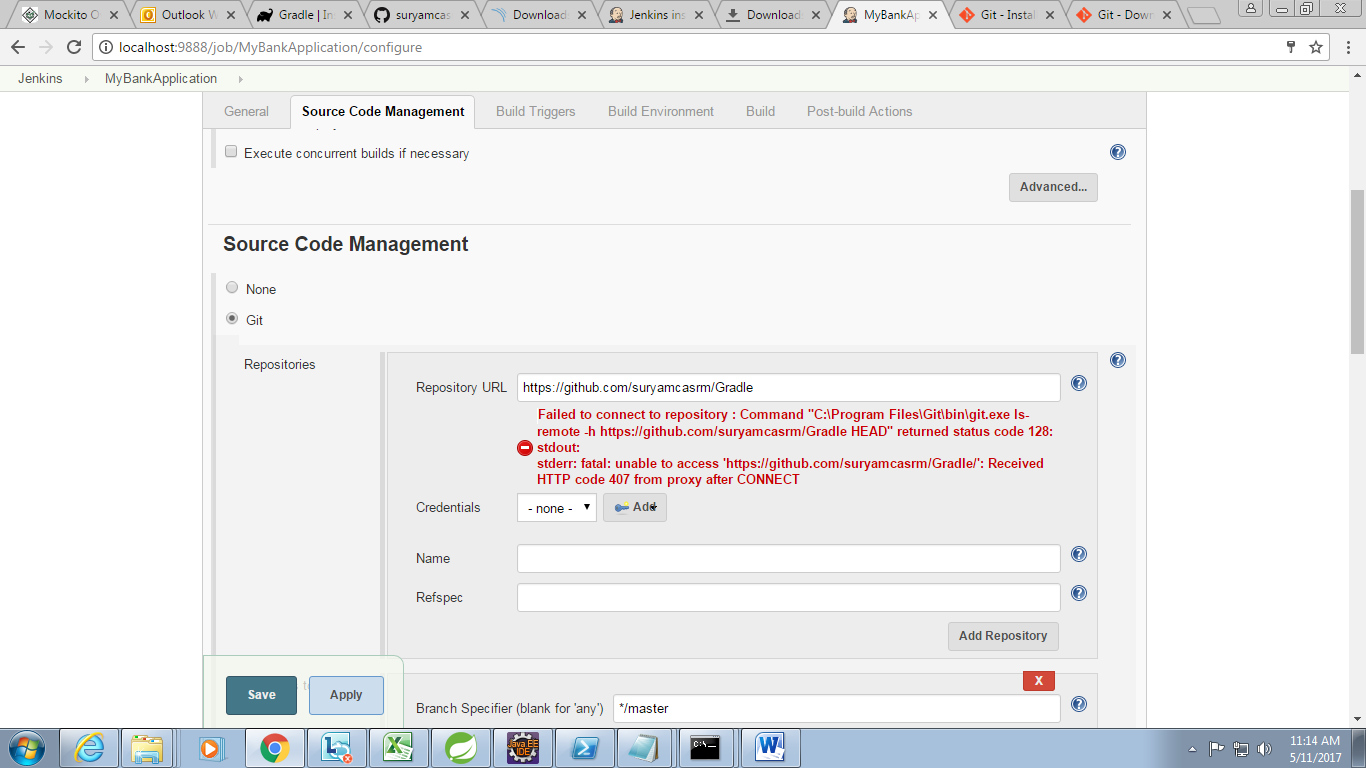 Mockito O
Outlook W
Gradle | In
suryamcas
Download
Jenkins ins
Download
MyBankAp
Git - Instal
Git - Down
localhost:9888/job/MyBankApplication/configure
Jenkins MyBankApplication
General Source Code Management Build Triggers Build Environment Build Post-build Actions
Execute concurrent builds if necessary
Advanced...
Source Code Management
None
Git
Repositories
Repository URL https://github.com/suryamcasrm/Gradle
Failed to connect to repository : Command "C:\Program Files\Git\bin\git.exe ls-
remote -h https://github.com/suryamcasrm/Gradle HEAD" returned status code 128:
stdout:
stderr: fatal: unable to access 'https://github.com/suryamcasrm/Gradle/': Received
HTTP code 407 from proxy after CONNECT
Credentials - none - Add
Name
Refspec
Add Repository
X
Save Apply
Branch Specifier (blank for 'any') */master
Java EE
IDE
C:\
11:14 AM
5/11/2017